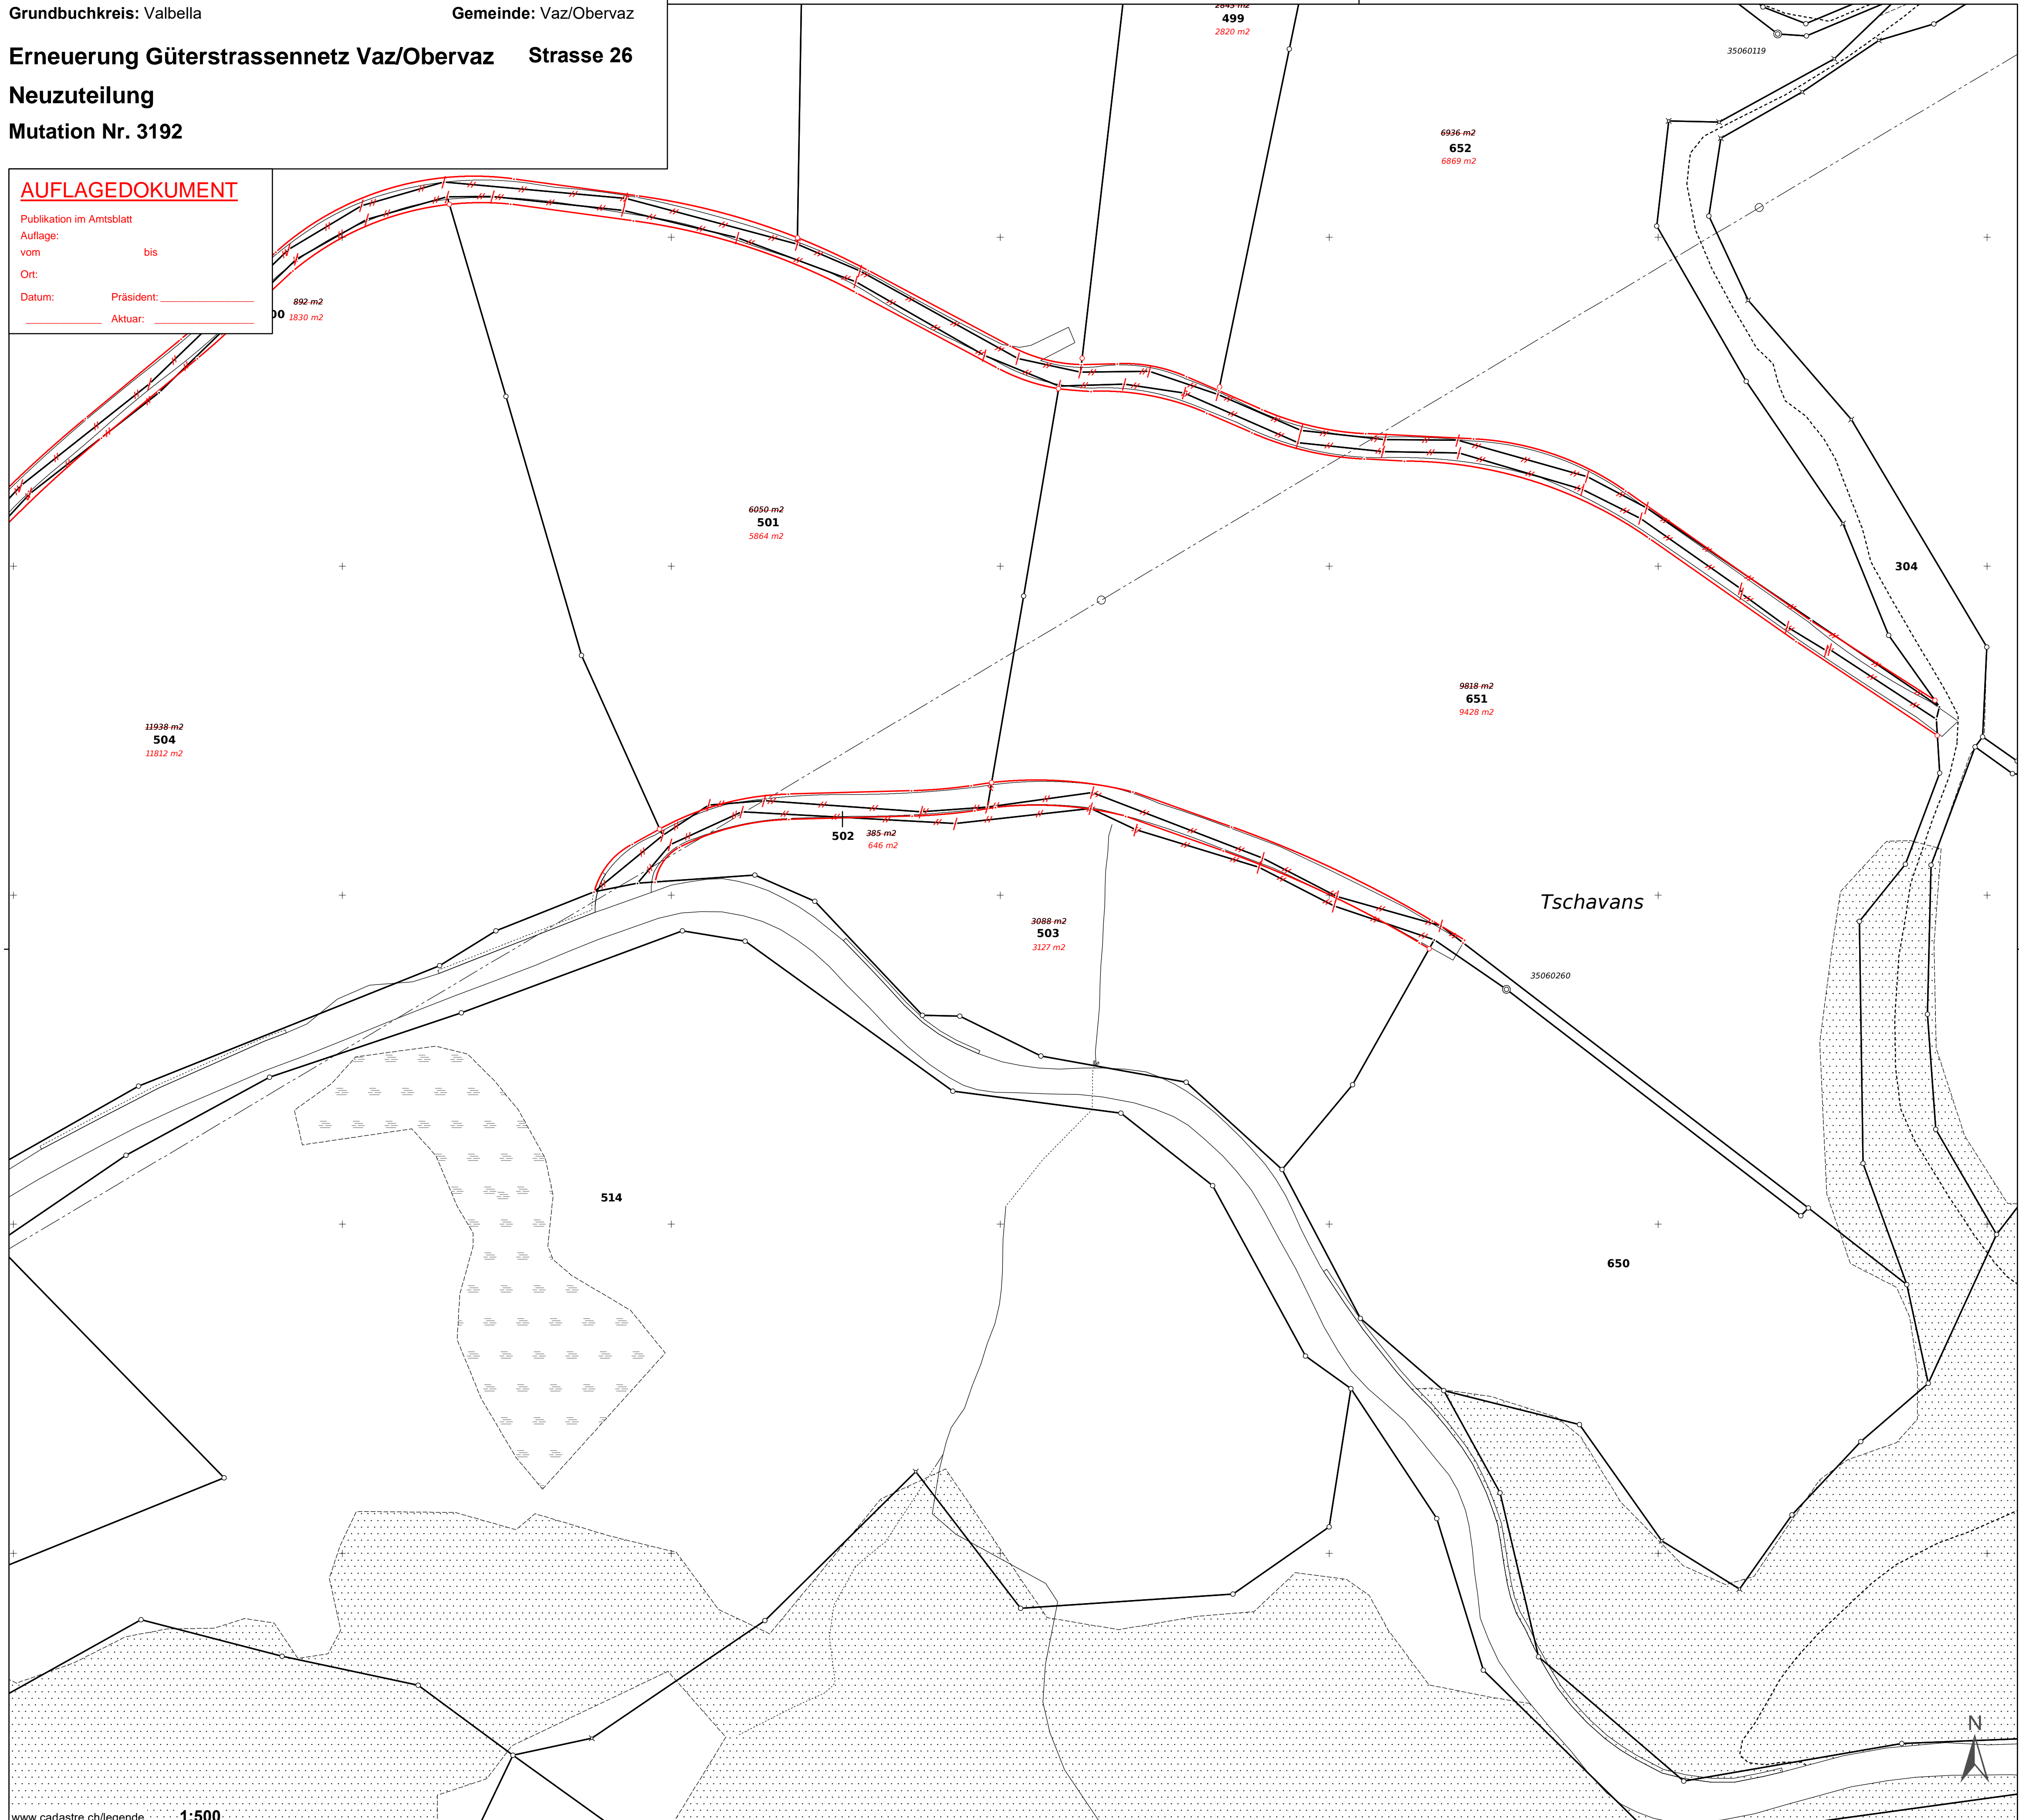 Grundbuchkreis: Valbella Gemeinde: Vaz/Obervaz
Erneuerung Güterstrassennetz Vaz/Obervaz Strasse 26
Neuzuteilung
Mutation Nr. 3192
AUFLAGEDOKUMENT
Publikation im Amtsblatt
Auflage:
vom bis
Ort:
Datum: Präsident:
Aktuar:
2843 m2
499
2820 m2
35060119
6936 m2
652
6869 m2
892 m2
00 1830 m2
6050 m2
501
5864 m2
304
9818 m2
651
9428 m2
11938 m2
504
11812 m2
502
385 m2
646 m2
Tschavans
3088 m2
503
3127 m2
35060260
514
650
N
www.cadastre.ch/legende 1:500